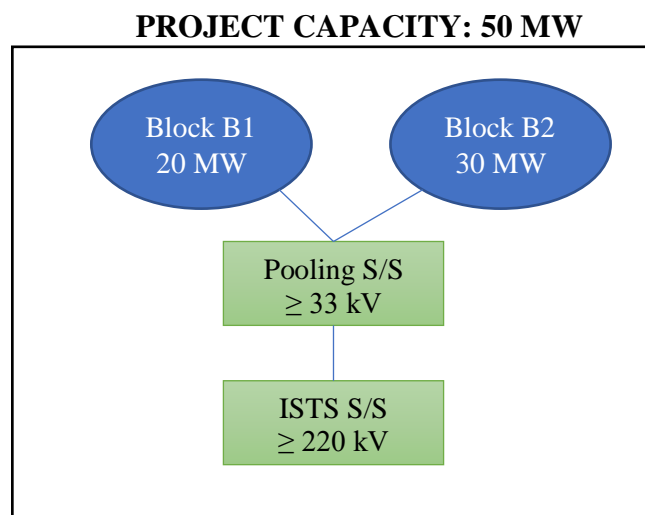 PROJECT CAPACITY: 50 MW
Block B1
20 MW
Block B2
30 MW
Pooling S/S
≥ 33 kV
ISTS S/S
≥ 220 kV